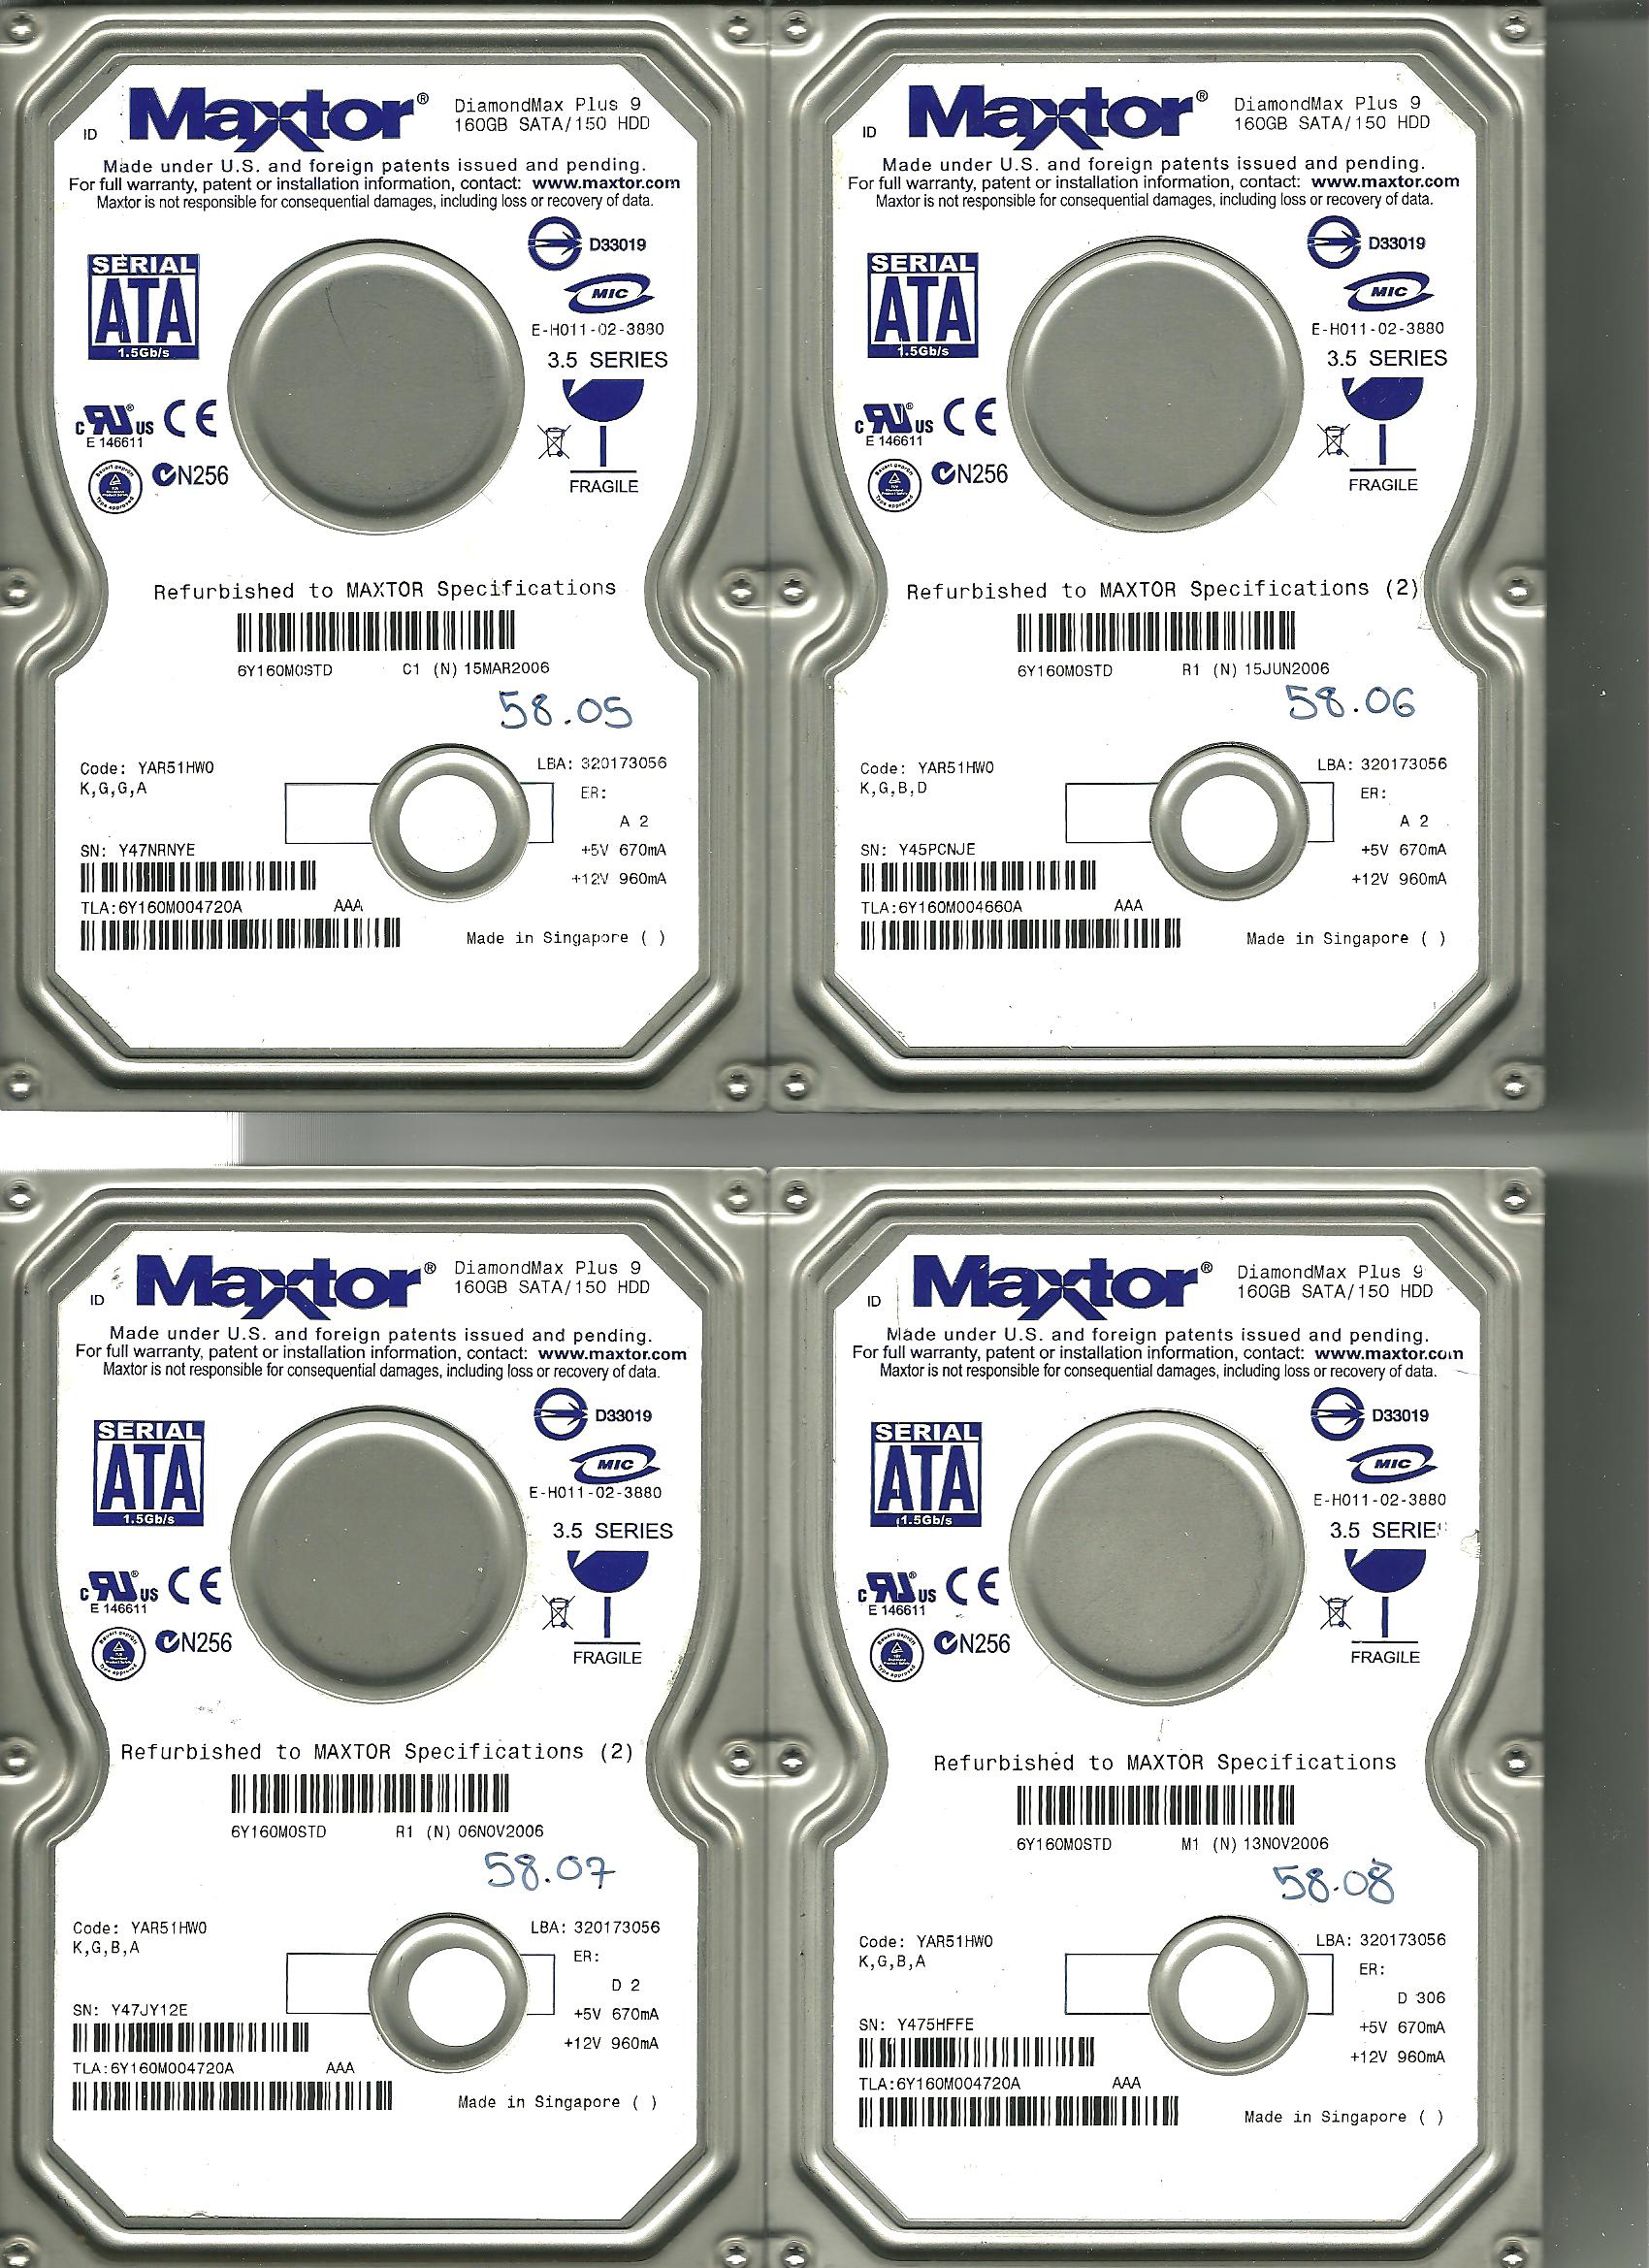 Maxtor®
DiamondMax Plus 9
160GB SATA/150 HDD
ID
Made under U.S. and foreign patents issued and pending.
For full warranty, patent or installation information, contact: www.maxtor.com
Maxtor is not responsible for consequential damages, including loss or recovery of data.
D33019
SERIAL
ATA
1.5Gb/s
MIC
E-H011-02-3880
3.5 SERIES
c RU® US CE
E 146611
N256
FRAGILE
Refurbished to MAXTOR Specifications
6Y160M0STD C1 (N) 15MAR2006
58.05
Code: YAR51HW0
K,G,G,A
LBA: 320173056
ER:
A 2
SN: Y47NRNYE
+5V 670mA
+12V 960mA
TLA:6Y160M004720A AAA
Made in Singapore ( )
Maxtor®
DiamondMax Plus 9
160GB SATA/150 HDD
ID
Made under U.S. and foreign patents issued and pending.
For full warranty, patent or installation information, contact: www.maxtor.com
Maxtor is not responsible for consequential damages, including loss or recovery of data.
D33019
SERIAL
ATA
1.5Gb/s
MIC
E-H011-02-3880
3.5 SERIES
c RU® US CE
E 146611
N256
FRAGILE
Refurbished to MAXTOR Specifications (2)
6Y160M0STD R1 (N) 15JUN2006
58.06
Code: YAR51HW0
K,G,B,D
LBA: 320173056
ER:
A 2
SN: Y45PCNJE
+5V 670mA
+12V 960mA
TLA:6Y160M004660A AAA
Made in Singapore ( )
Maxtor®
DiamondMax Plus 9
160GB SATA/150 HDD
ID
Made under U.S. and foreign patents issued and pending.
For full warranty, patent or installation information, contact: www.maxtor.com
Maxtor is not responsible for consequential damages, including loss or recovery of data.
D33019
SERIAL
ATA
1.5Gb/s
MIC
E-H011-02-3880
3.5 SERIES
c RU® US CE
E 146611
N256
FRAGILE
Refurbished to MAXTOR Specifications (2)
6Y160M0STD R1 (N) 06NOV2006
58.07
Code: YAR51HW0
K,G,B,A
LBA: 320173056
ER:
D 2
SN: Y47JY12E
+5V 670mA
+12V 960mA
TLA:6Y160M004720A AAA
Made in Singapore ( )
Maxtor®
DiamondMax Plus 9
160GB SATA/150 HDD
ID
Made under U.S. and foreign patents issued and pending.
For full warranty, patent or installation information, contact: www.maxtor.com
Maxtor is not responsible for consequential damages, including loss or recovery of data.
D33019
SERIAL
ATA
1.5Gb/s
MIC
E-H011-02-3880
3.5 SERIE
c RU® US CE
E 146611
N256
FRAGILE
Refurbished to MAXTOR Specifications
6Y160M0STD M1 (N) 13NOV2006
58.08
Code: YAR51HW0
K,G,B,A
LBA: 320173056
ER:
D 306
SN: Y475HFFE
+5V 670mA
+12V 960mA
TLA:6Y160M004720A AAA
Made in Singapore ( )